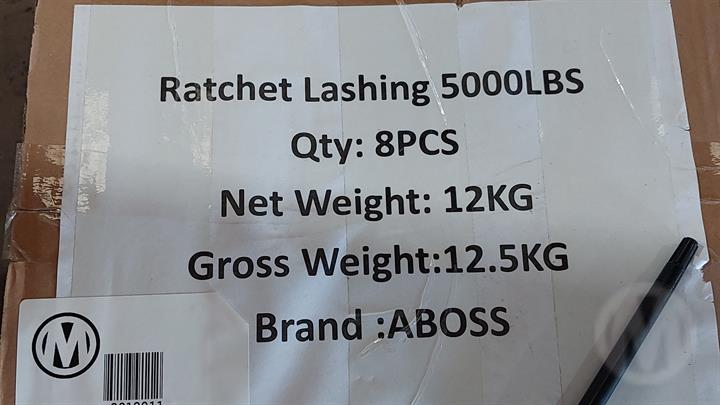 Ratchet Lashing 5000LBS
Qty: 8PCS
Net Weight: 12KG
Gross Weight:12.5KG
Brand :ABOSS
M